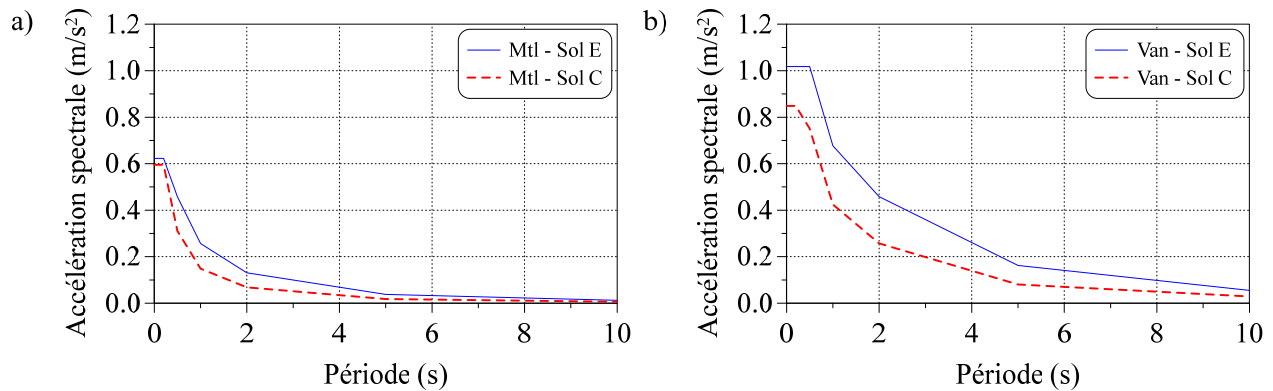 a)
Accélération spectrale (m/s²)
1.2
1.0
0.8
0.6
0.4
0.2
0.0
Mtl - Sol E
Mtl - Sol C
0 2 4 6 8 10
Période (s)
b)
Accélération spectrale (m/s²)
1.2
1.0
0.8
0.6
0.4
0.2
0.0
Van - Sol E
Van - Sol C
0 2 4 6 8 10
Période (s)